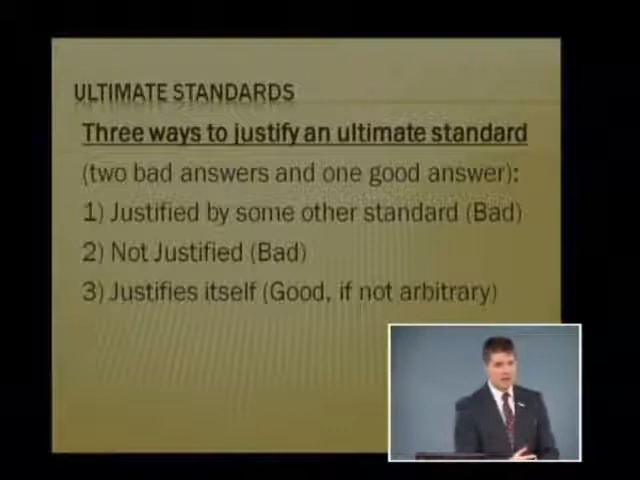 ULTIMATE STANDARDS
Three ways to justify an ultimate standard
(two bad answers and one good answer):
1) Justified by some other standard (Bad)
2) Not Justified (Bad)
3) Justifies itself (Good, if not arbitrary)